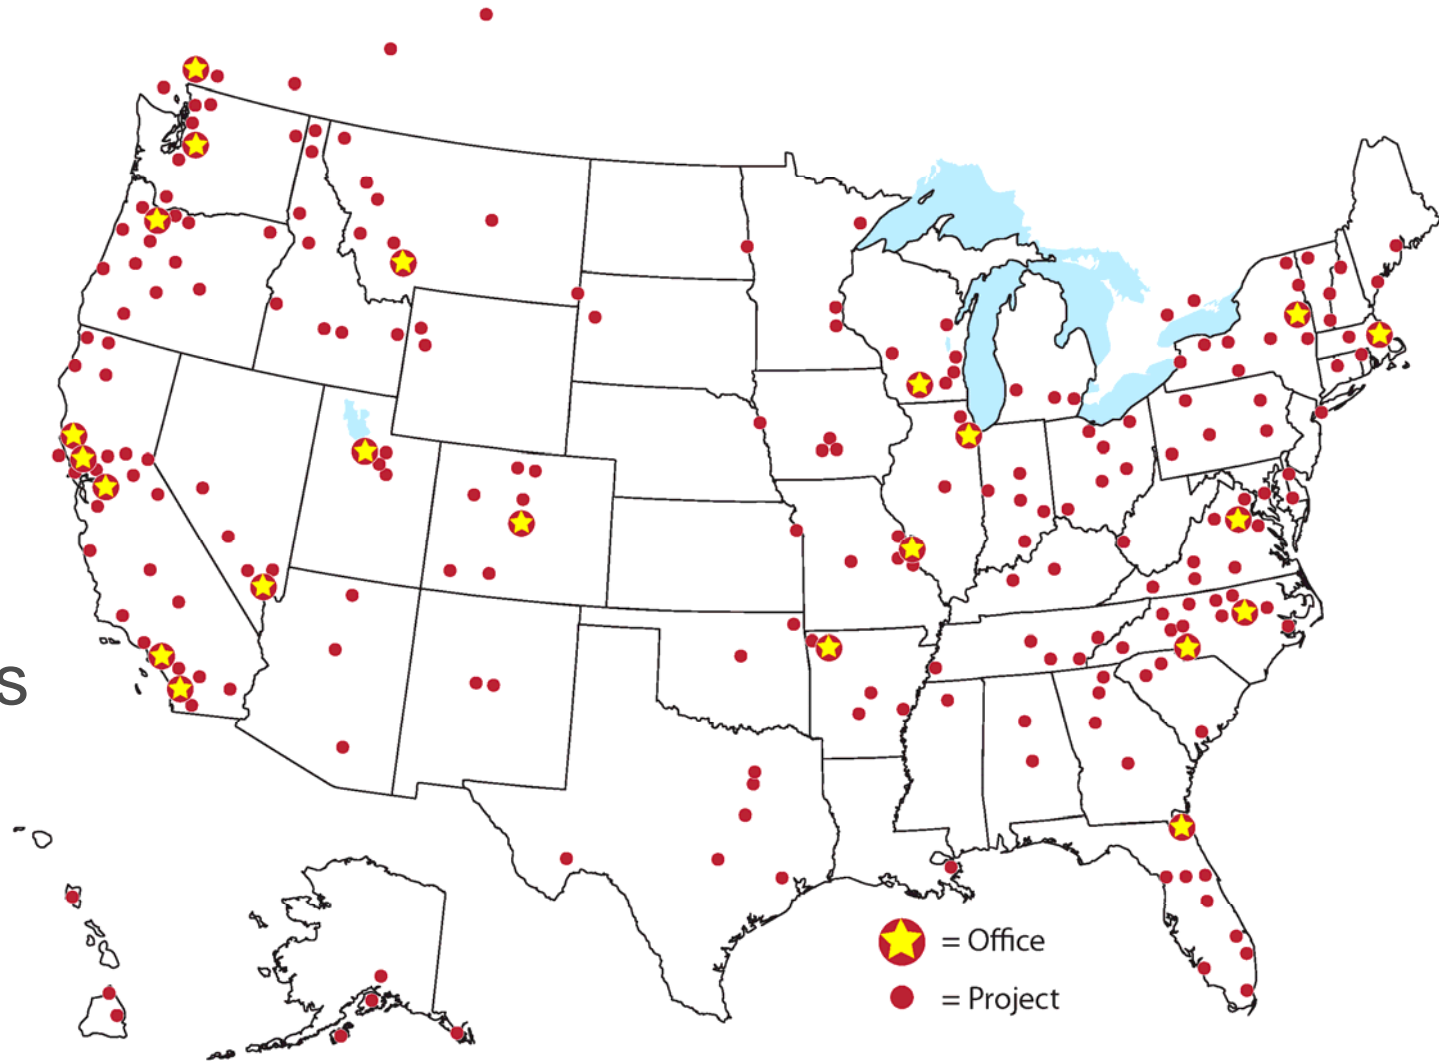 s
= Office
= Project